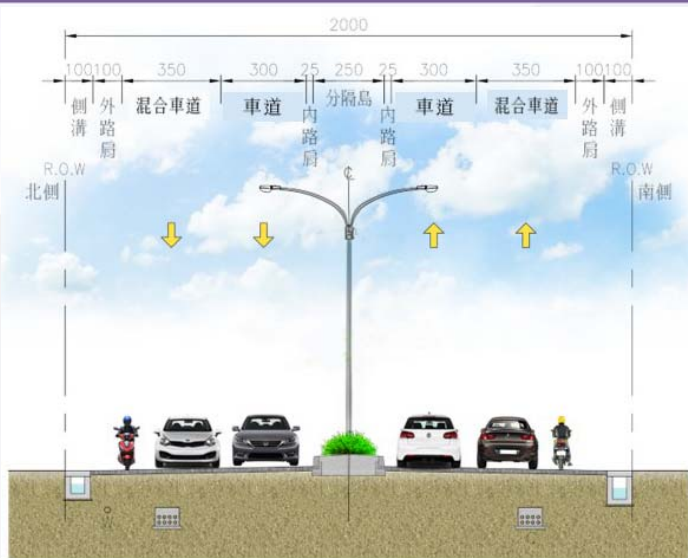 2000
100 100 350 300 25 250 25 300 350 100 100
側溝 外路肩 混合車道 車道 內路肩 分隔島 內路肩 車道 混合車道 外路肩 側溝
R.O.W R.O.W
北側 南側
℄
W